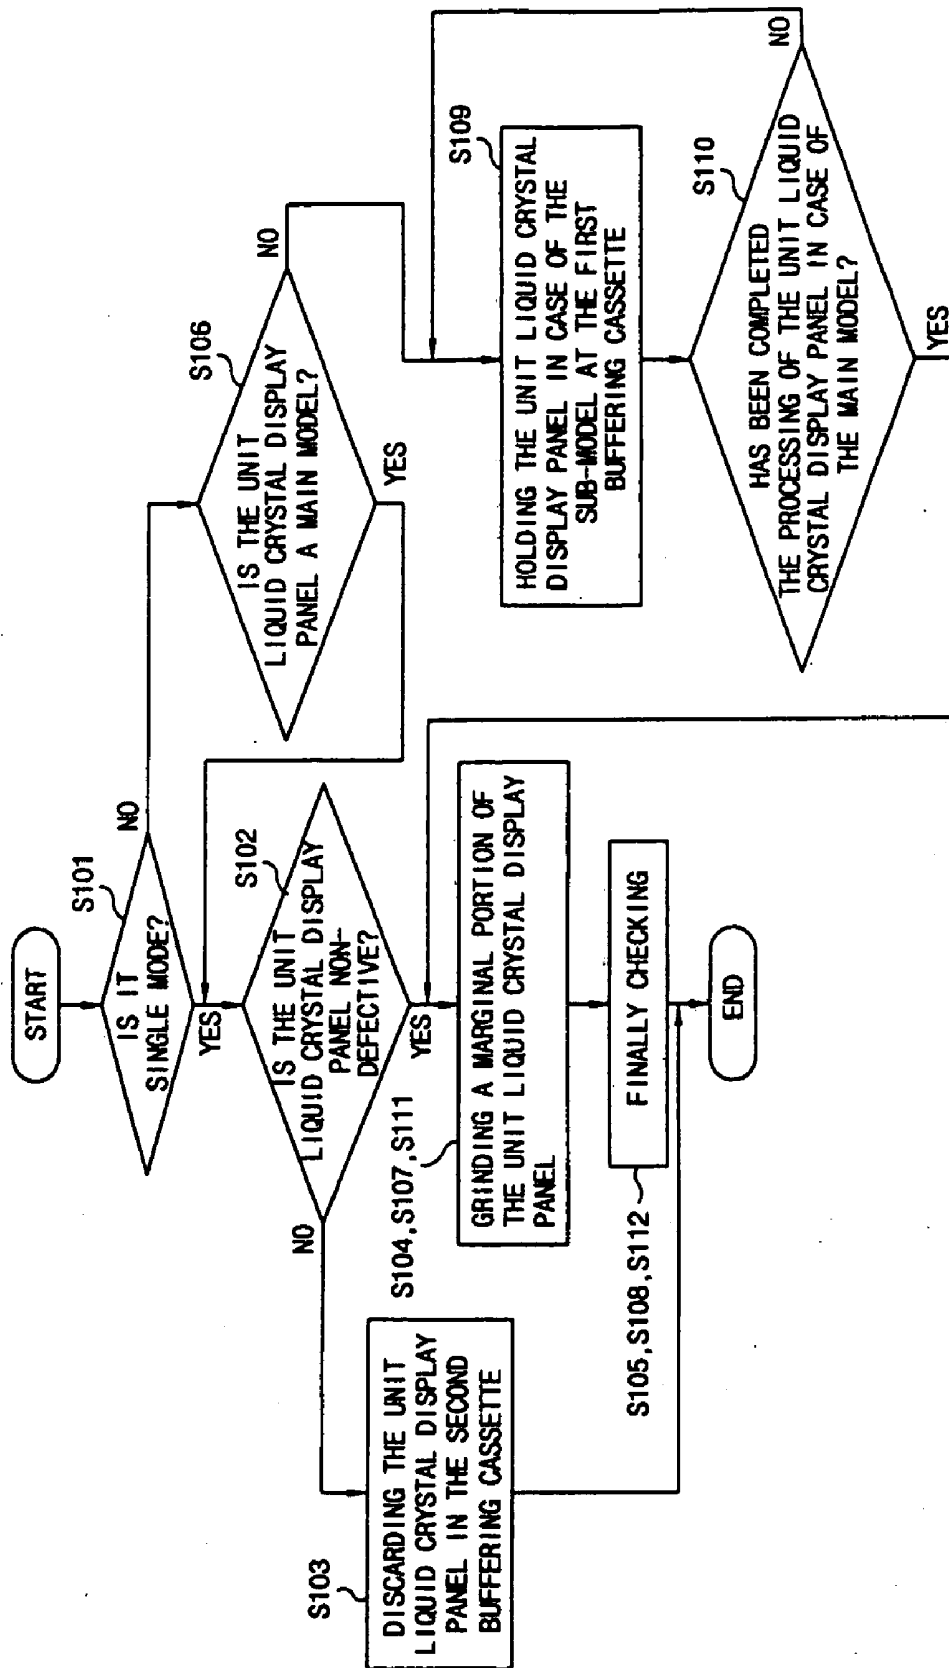 START
S101
IS IT
SINGLE MODE?
NO
YES
S102
IS THE UNIT
LIQUID CRYSTAL DISPLAY
PANEL NON-
DEFECTIVE?
NO
YES
S103
DISCARDING THE UNIT
LIQUID CRYSTAL DISPLAY
PANEL IN THE SECOND
BUFFERING CASSETTE
S104,S107,S111
GRINDING A MARGINAL PORTION OF
THE UNIT LIQUID CRYSTAL DISPLAY
PANEL
S105,S108,S112
FINALLY CHECKING
END
S106
IS THE UNIT
LIQUID CRYSTAL DISPLAY
PANEL A MAIN MODEL?
NO
YES
S109
HOLDING THE UNIT LIQUID CRYSTAL
DISPLAY PANEL IN CASE OF THE
SUB-MODEL AT THE FIRST
BUFFERING CASSETTE
S110
HAS BEEN COMPLETED
THE PROCESSING OF THE UNIT LIQUID
CRYSTAL DISPLAY PANEL IN CASE OF
THE MAIN MODEL?
NO
YES